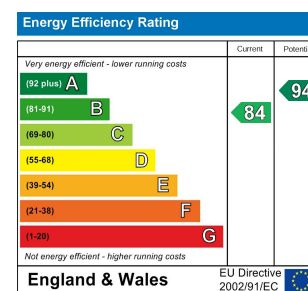 Energy Efficiency Rating
Current Potenti
Very energy efficient - lower running costs
(92 plus) A
94
(81-91) B
84
(69-80) C
(55-68) D
(39-54) E
(21-38) F
(1-20) G
Not energy efficient - higher running costs
England & Wales
EU Directive
2002/91/EC